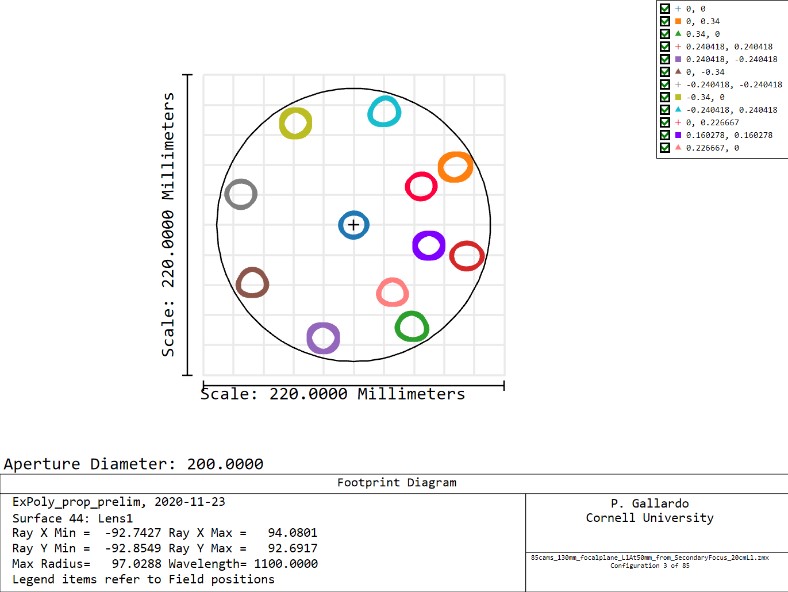 0, 0
0, 0.34
0.34, 0
0.240418, 0.240418
0.240418, -0.240418
0, -0.34
-0.240418, -0.240418
-0.34, 0
-0.240418, 0.240418
0, 0.226667
0.160278, 0.160278
0.226667, 0
Scale: 220.0000 Millimeters
Scale: 220.0000 Millimeters
Aperture Diameter: 200.0000
Footprint Diagram
ExPoly_prop_prelim, 2020-11-23
Surface 44: Lens1
Ray X Min = -92.7427 Ray X Max = 94.0801
Ray Y Min = -92.8549 Ray Y Max = 92.6917
Max Radius= 97.0288 Wavelength= 1100.0000
Legend items refer to Field positions
P. Gallardo
Cornell University
85cams_130mm_focalplane_L1At50mm_from_SecondaryFocus_20cmL1.zmx
Configuration 3 of 85